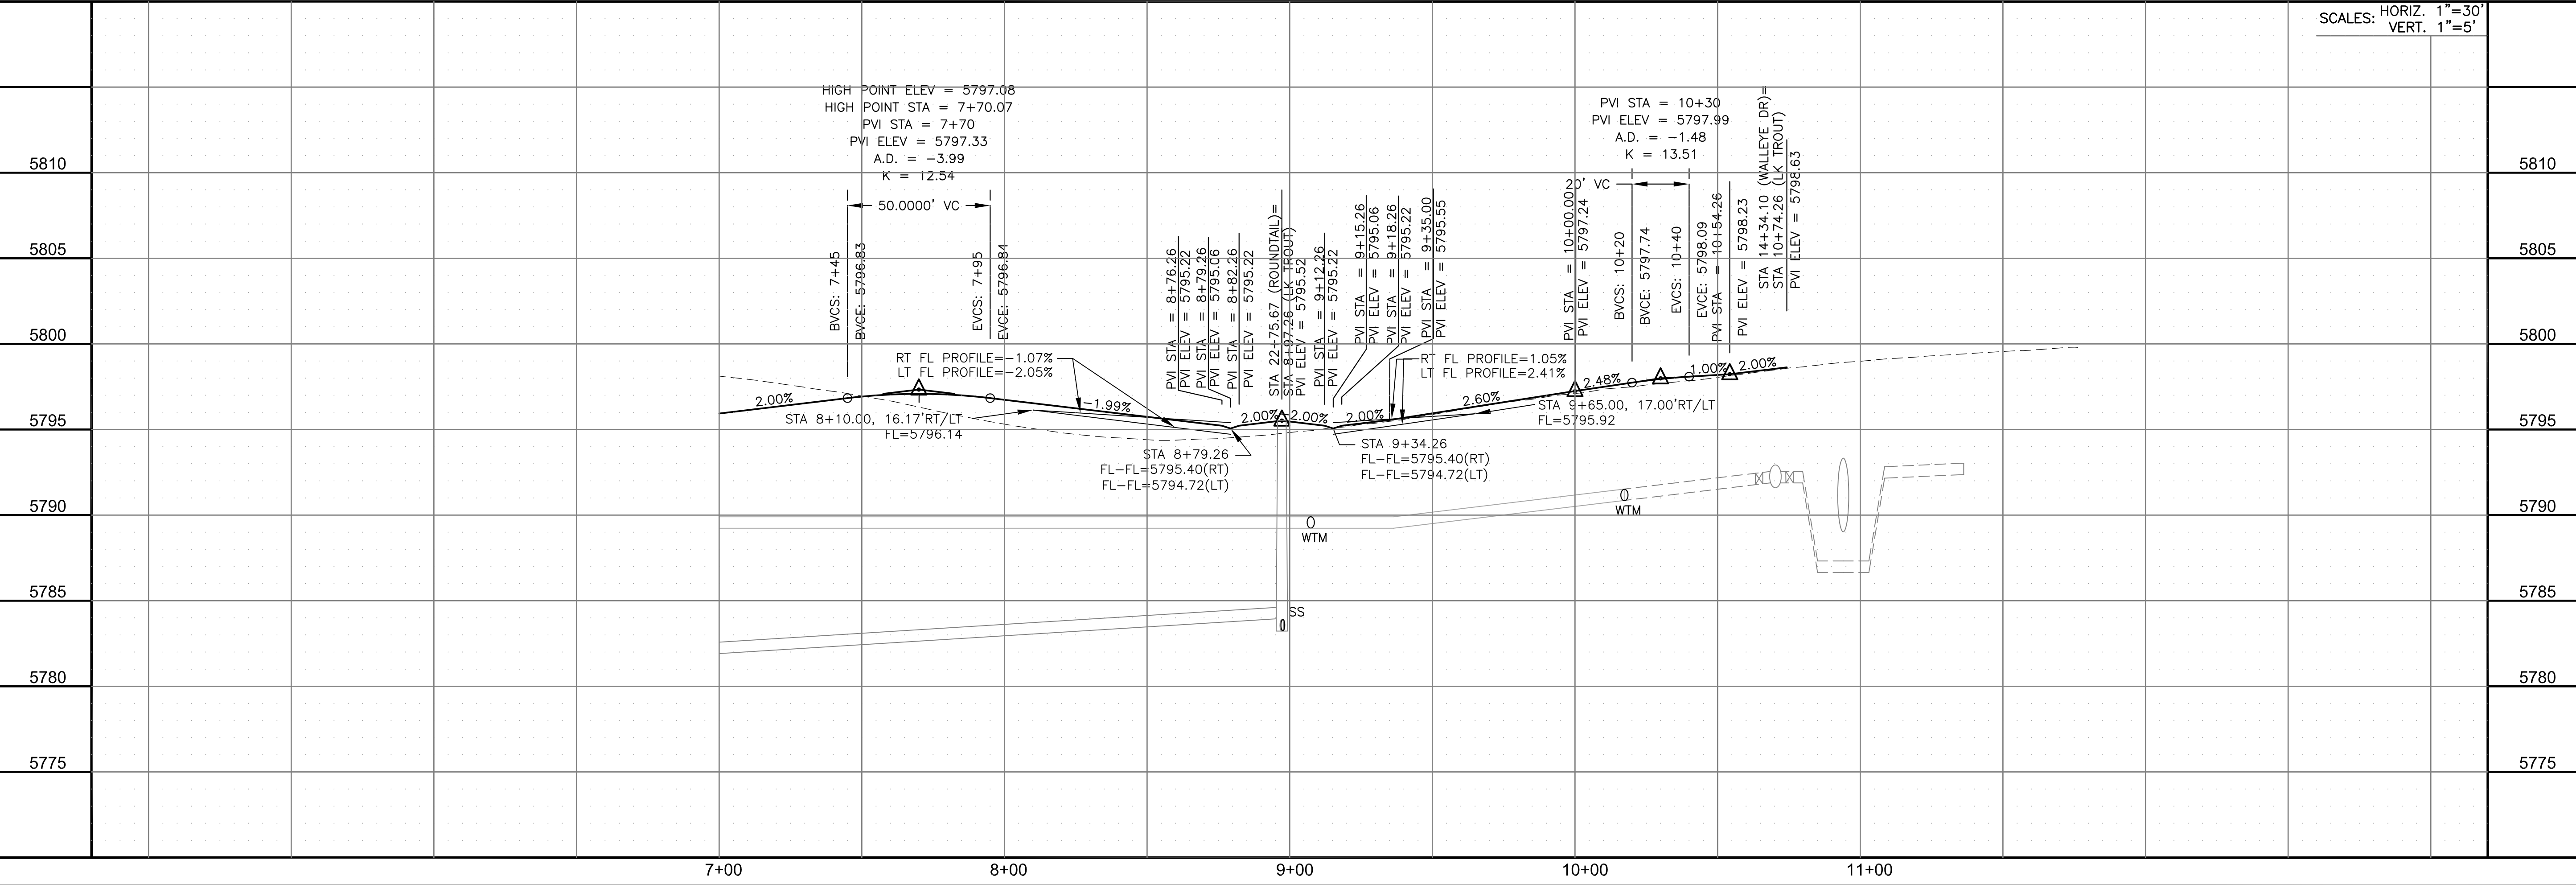 SCALES: HORIZ. 1"=30'
VERT. 1"=5'
HIGH POINT ELEV = 5797.08
HIGH POINT STA = 7+70.07
PVI STA = 7+70
PVI ELEV = 5797.33
A.D. = -3.99
K = 12.54
50.0000' VC
BVCS: 7+45
BVCE: 5796.83
EVCS: 7+95
EVCE: 5796.84
PVI STA = 8+76.26
PVI ELEV = 5795.22
PVI STA = 8+79.26
PVI ELEV = 5795.06
PVI STA = 8+82.26
PVI ELEV = 5795.22
STA 22+75.67 (ROUNDTAIL)=
STA 8+97.26 (LK TROUT)
PVI ELEV = 5795.52
PVI STA = 9+12.26
PVI ELEV = 5795.22
PVI STA = 9+15.26
PVI ELEV = 5795.06
PVI STA = 9+18.26
PVI ELEV = 5795.22
PVI STA = 9+35.00
PVI ELEV = 5795.55
PVI STA = 10+00.00
PVI ELEV = 5797.24
PVI STA = 10+30
PVI ELEV = 5797.99
A.D. = -1.48
K = 13.51
20' VC
BVCS: 10+20
BVCE: 5797.74
EVCS: 10+40
EVCE: 5798.09
PVI STA = 10+54.26
PVI ELEV = 5798.23
STA 14+34.10 (WALLEYE DR)=
STA 10+74.26 (LK TROUT)
PVI ELEV = 5798.63
RT FL PROFILE=-1.07%
LT FL PROFILE=-2.05%
RT FL PROFILE=1.05%
LT FL PROFILE=2.41%
2.00%
-1.99%
2.00%
-2.00%
2.00%
2.60%
2.48%
1.00%
2.00%
STA 8+10.00, 16.17'RT/LT
FL=5796.14
STA 8+79.26
FL-FL=5795.40(RT)
FL-FL=5794.72(LT)
STA 9+34.26
FL-FL=5795.40(RT)
FL-FL=5794.72(LT)
STA 9+65.00, 17.00'RT/LT
FL=5795.92
WTM
WTM
SS
5810
5805
5800
5795
5790
5785
5780
5775
5810
5805
5800
5795
5790
5785
5780
5775
7+00
8+00
9+00
10+00
11+00